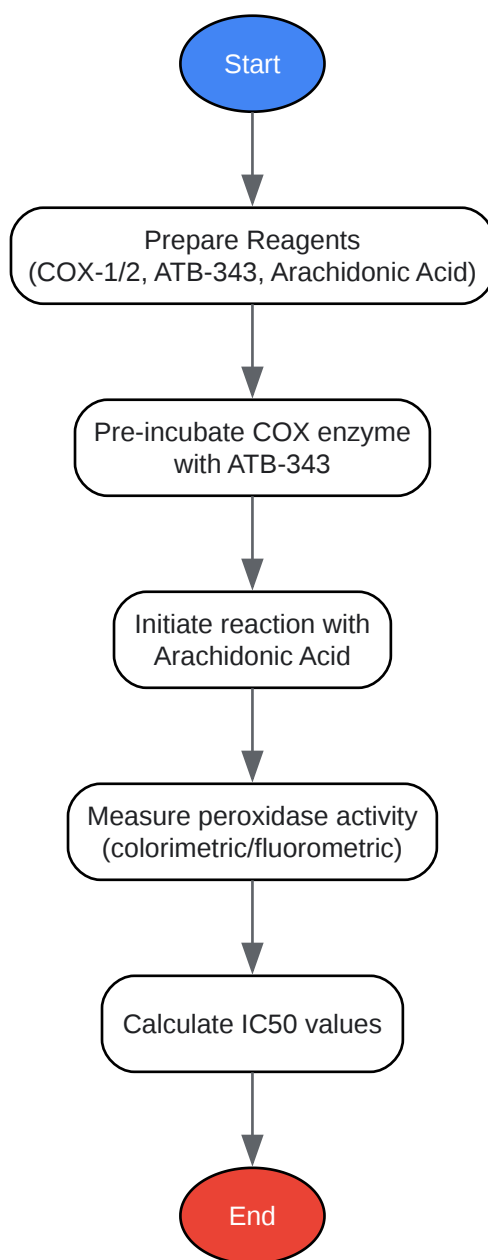 Start
Prepare Reagents
(COX-1/2, ATB-343, Arachidonic Acid)
Pre-incubate COX enzyme
with ATB-343
Initiate reaction with
Arachidonic Acid
Measure peroxidase activity
(colorimetric/fluorometric)
Calculate IC50 values
End